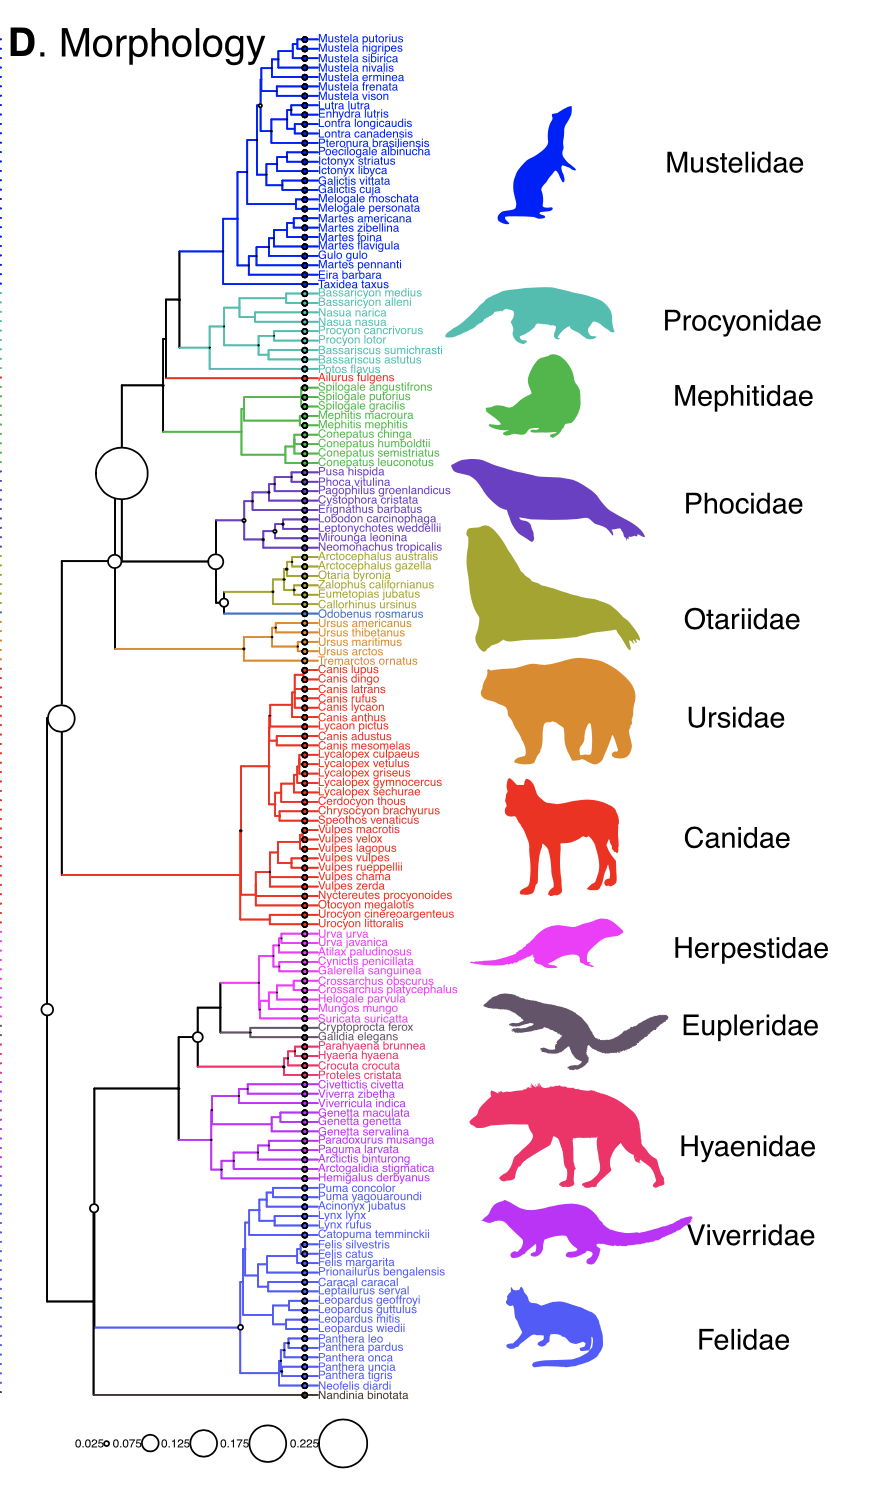 D. Morphology
Mustela putorius
Mustela nigripes
Mustela sibirica
Mustela nivalis
Mustela erminea
Mustela frenata
Mustela vison
Lutra lutra
Enhydra lutris
Lontra longicaudis
Lontra canadensis
Pteronura brasiliensis
Poecilogale albinucha
Ictonyx striatus
Ictonyx libyca
Galictis vittata
Galictis cuja
Melogale moschata
Melogale personata
Martes americana
Martes zibellina
Martes foina
Martes flavigula
Gulo gulo
Martes pennanti
Eira barbara
Taxidea taxus
Mustelidae
Bassaricyon medius
Bassaricyon alleni
Nasua narica
Nasua nasua
Procyon cancrivorus
Procyon lotor
Bassariscus sumichrasti
Bassariscus astutus
Potos flavus
Procyonidae
Ailurus fulgens
Spilogale angustifrons
Spilogale putorius
Spilogale gracilis
Mephitis macroura
Mephitis mephitis
Conepatus chinga
Conepatus humboldtii
Conepatus semistriatus
Conepatus leuconotus
Mephitidae
Pusa hispida
Phoca vitulina
Pagophilus groenlandicus
Cystophora cristata
Erignathus barbatus
Lobodon carcinophaga
Leptonychotes weddellii
Mirounga leonina
Neomonachus tropicalis
Phocidae
Arctocephalus australis
Arctocephalus gazella
Otaria byronia
Zalophus californianus
Eumetopias jubatus
Callorhinus ursinus
Odobenus rosmarus
Otariidae
Ursus americanus
Ursus thibetanus
Ursus maritimus
Ursus arctos
Tremarctos ornatus
Ursidae
Canis lupus
Canis dingo
Canis latrans
Canis rufus
Canis lycaon
Canis anthus
Lycaon pictus
Canis adustus
Canis mesomelas
Lycalopex culpaeus
Lycalopex vetulus
Lycalopex griseus
Lycalopex gymnocercus
Lycalopex sechurae
Cerdocyon thous
Chrysocyon brachyurus
Speothos venaticus
Vulpes macrotis
Vulpes velox
Vulpes lagopus
Vulpes vulpes
Vulpes rueppellii
Vulpes chama
Vulpes zerda
Nyctereutes procyonoides
Otocyon megalotis
Urocyon cinereoargenteus
Urocyon littoralis
Canidae
Urva urva
Urva javanica
Atilax paludinosus
Cynictis penicillata
Galerella sanguinea
Crossarchus obscurus
Crossarchus platycephalus
Helogale parvula
Mungos mungo
Suricata suricatta
Herpestidae
Cryptoprocta ferox
Galidia elegans
Eupleridae
Parahyaena brunnea
Hyaena hyaena
Crocuta crocuta
Proteles cristata
Hyaenidae
Civettictis civetta
Viverra zibetha
Viverricula indica
Genetta maculata
Genetta genetta
Genetta servalina
Paradoxurus musanga
Paguma larvata
Arctictis binturong
Arctogalidia stigmatica
Hemigalus derbyanus
Viverridae
Puma concolor
Puma yagouaroundi
Acinonyx jubatus
Lynx lynx
Lynx rufus
Catopuma temminckii
Felis silvestris
Felis catus
Felis margarita
Prionailurus bengalensis
Caracal caracal
Leptailurus serval
Leopardus geoffroyi
Leopardus guttulus
Leopardus mitis
Leopardus wiedii
Panthera leo
Panthera pardus
Panthera onca
Panthera uncia
Panthera tigris
Neofelis diardi
Felidae
Nandinia binotata
0.025 0.075 0.125 0.175 0.225